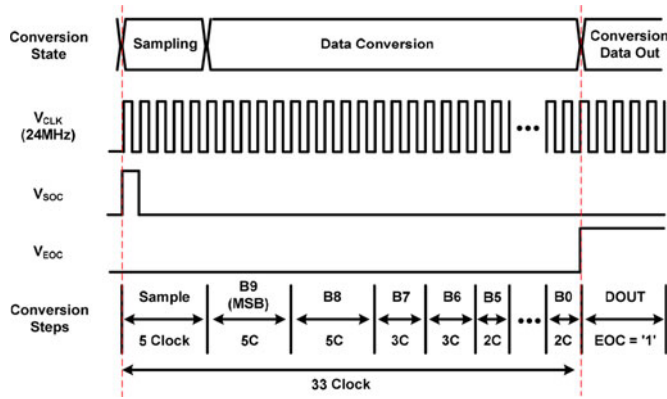 Conversion
State
Sampling
Data Conversion
Conversion
Data Out
VCLK
(24MHz)
•••
VSOC
VEOC
Conversion
Steps
Sample
B9
(MSB)
B8
B7
B6
B5
•••
B0
DOUT
5 Clock
5C
5C
3C
3C
2C
2C
EOC = '1'
33 Clock